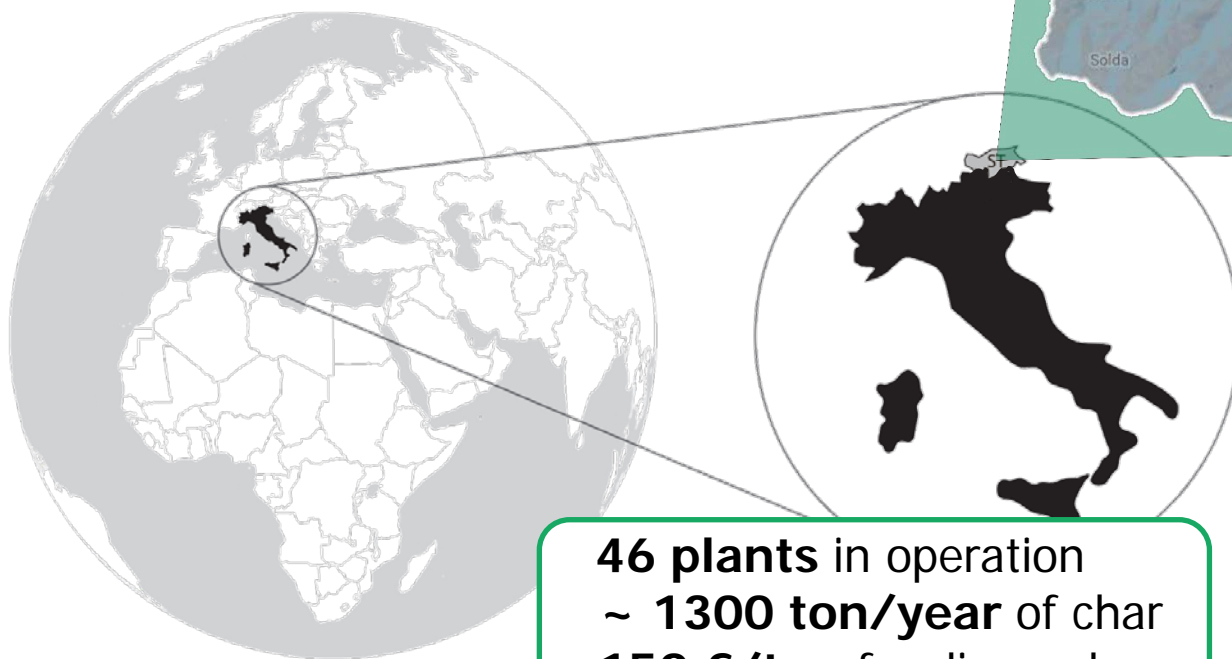 Solda
ST
46 plants in operation
~ 1300 ton/year of char